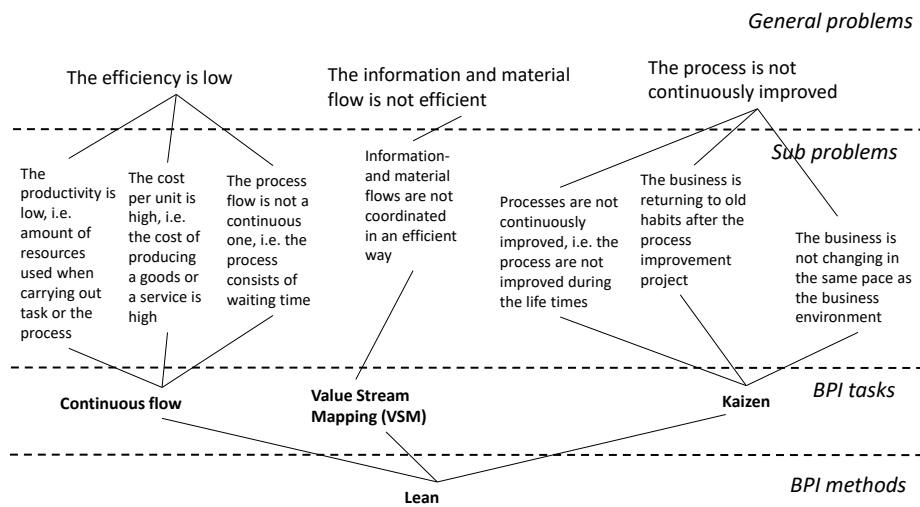 General problems
The efficiency is low
The information and material
flow is not efficient
The process is not
continuously improved
Sub problems
The
productivity is
low, i.e.
amount of
resources
used when
carrying out
task or the
process
The cost
per unit is
high, i.e.
the cost of
producing
a goods or
a service is
high
The process
flow is not a
continuous
one, i.e. the
process
consists of
waiting time
Information-
and material
flows are not
coordinated
in an efficient
way
Processes are not
continuously
improved, i.e. the
process are not
improved during
the life times
The business is
returning to old
habits after the
process
improvement
project
The business is
not changing in
the same pace as
the business
environment
BPI tasks
Continuous flow
Value Stream
Mapping (VSM)
Kaizen
BPI methods
Lean